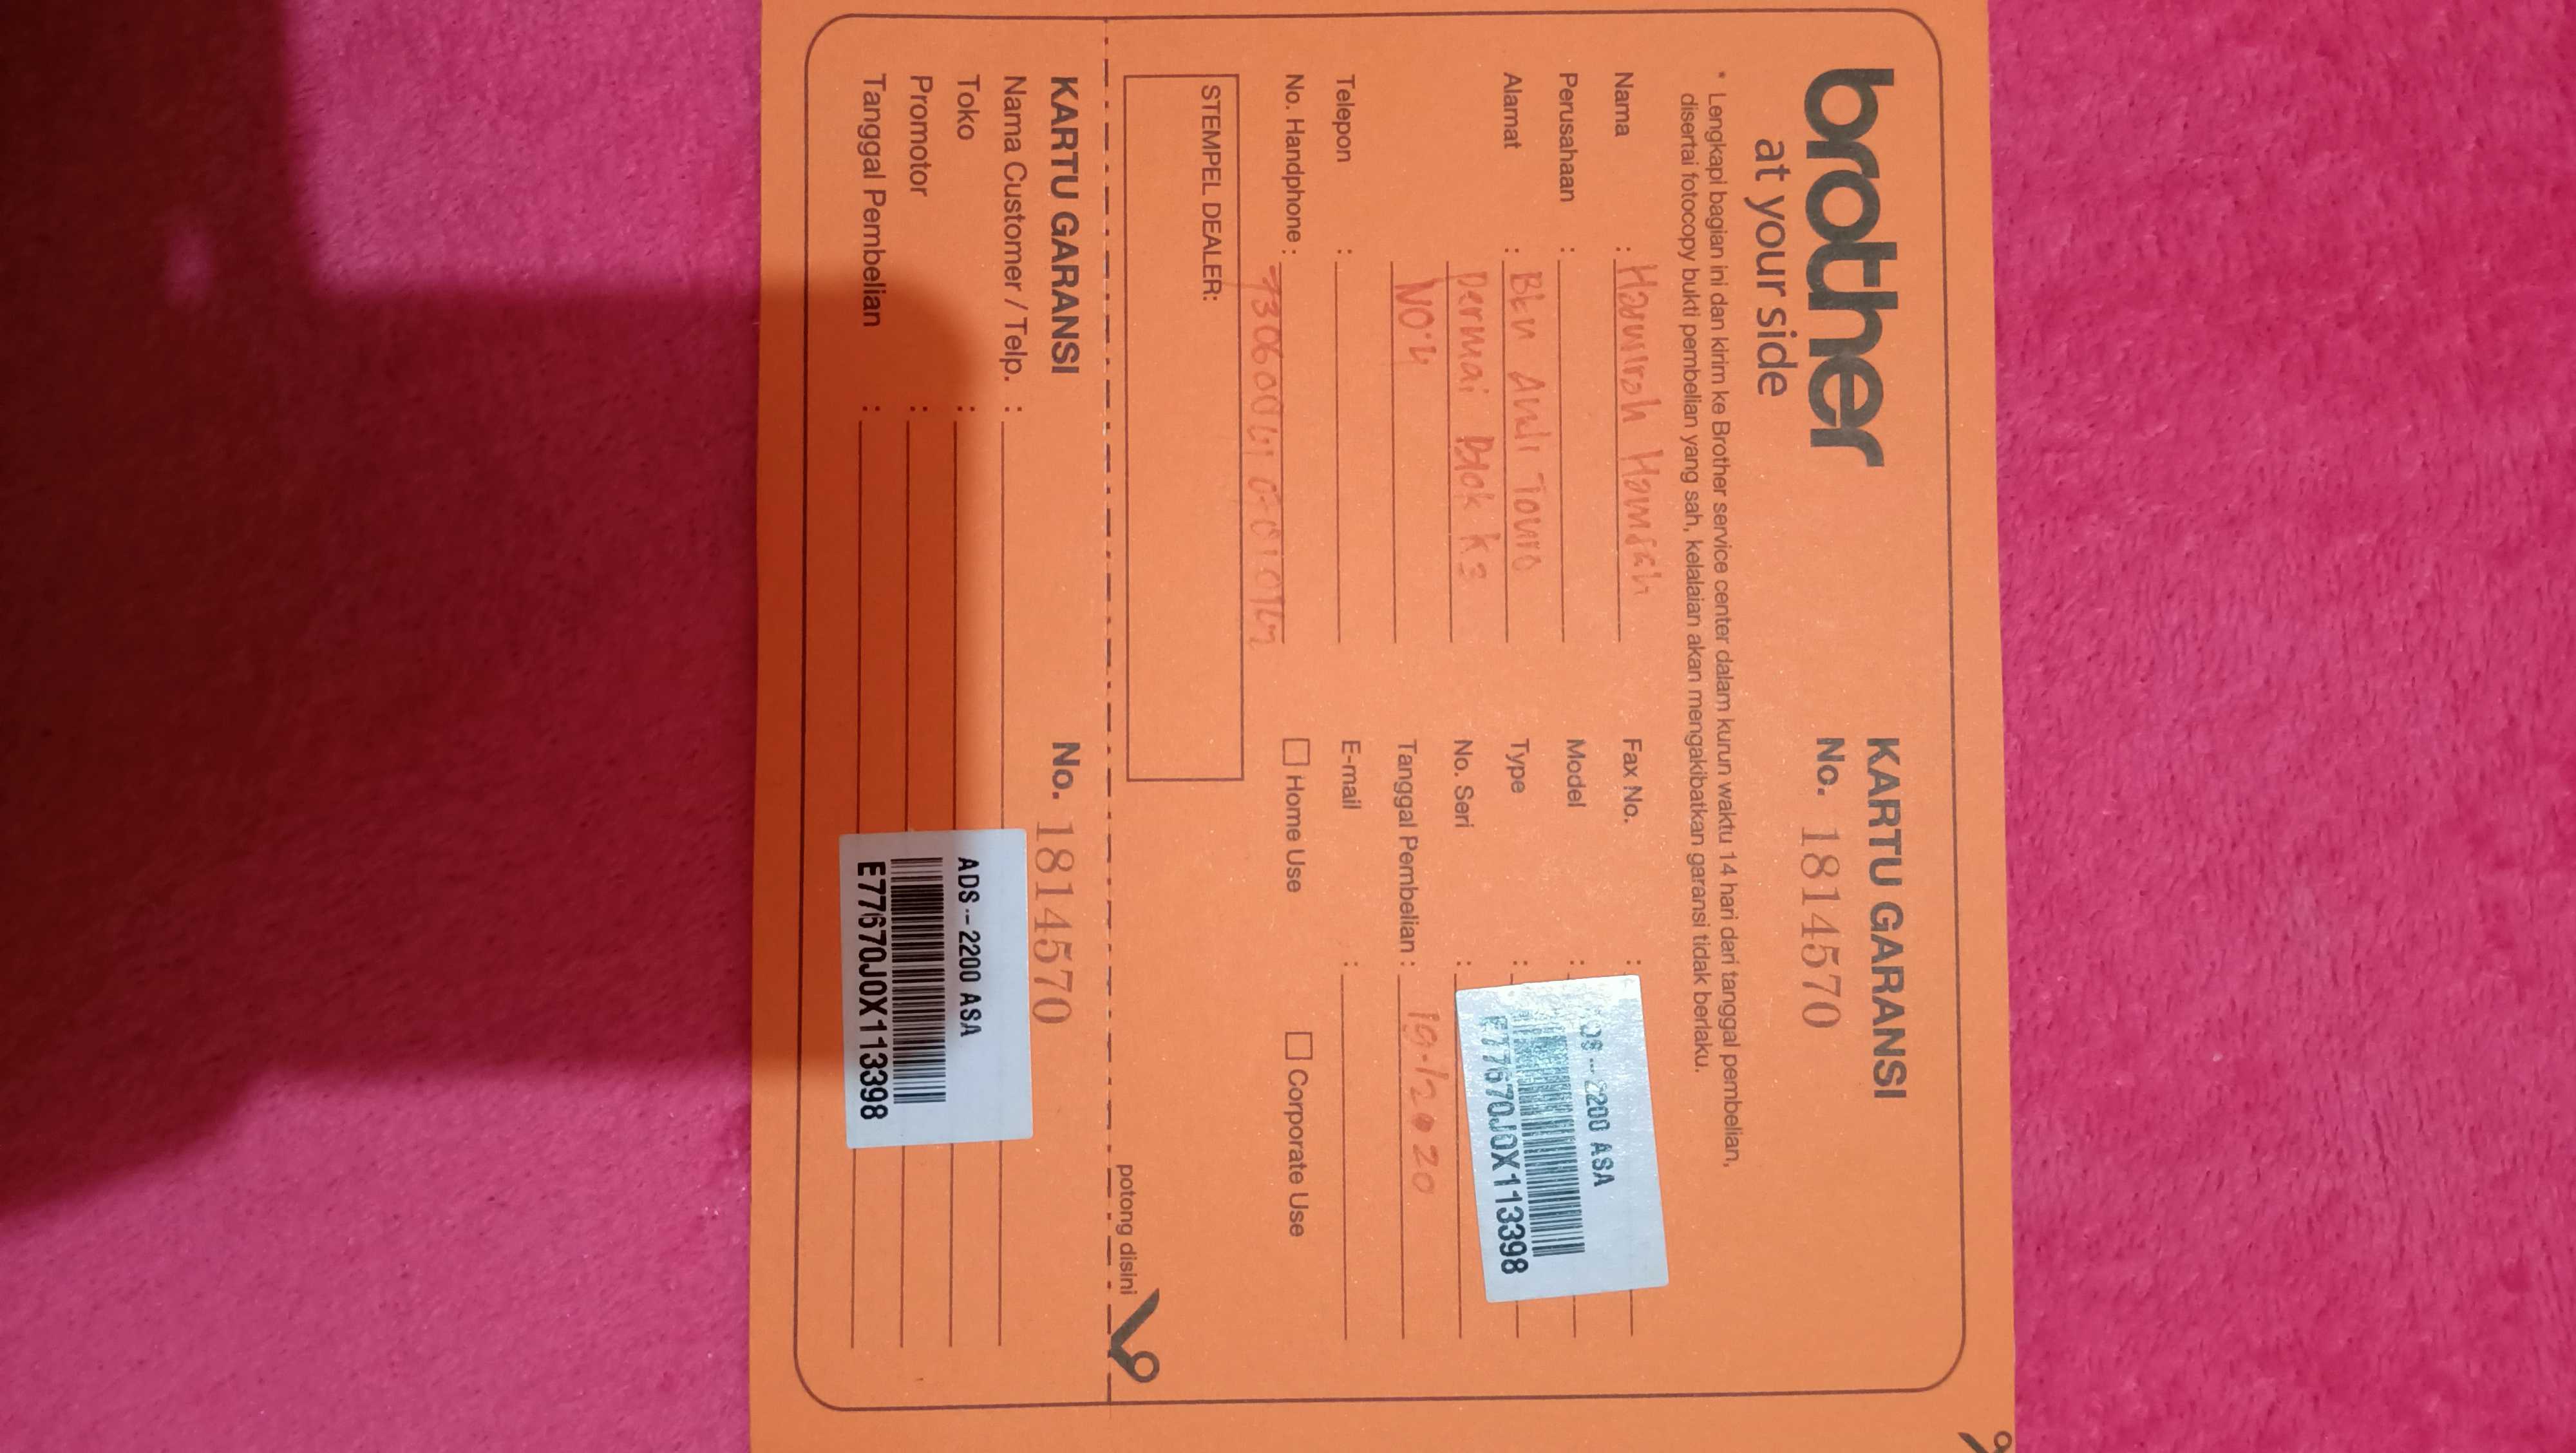 brother
at your side
KARTU GARANSI
No. 1814570
* Lengkapi bagian ini dan kirim ke Brother service center dalam kurun waktu 14 hari dari tanggal pembelian,
disertai fotocopy bukti pembelian yang sah, kelalaian akan mengakibatkan garansi tidak berlaku.
Nama :
Perusahaan :
Alamat :
Blok K3
Telepon :
No. Handphone :
Fax No. :
Model :
Type :
No. Seri :
2200 ASA
E77670J0X113398
Tanggal Pembelian :
E-mail :
Home Use
Corporate Use
STEMPEL DEALER:
potong disini
KARTU GARANSI
No. 1814570
Nama Customer / Telp. :
Toko :
Promotor :
Tanggal Pembelian :
ADS--2200 ASA
E77670J0X113398